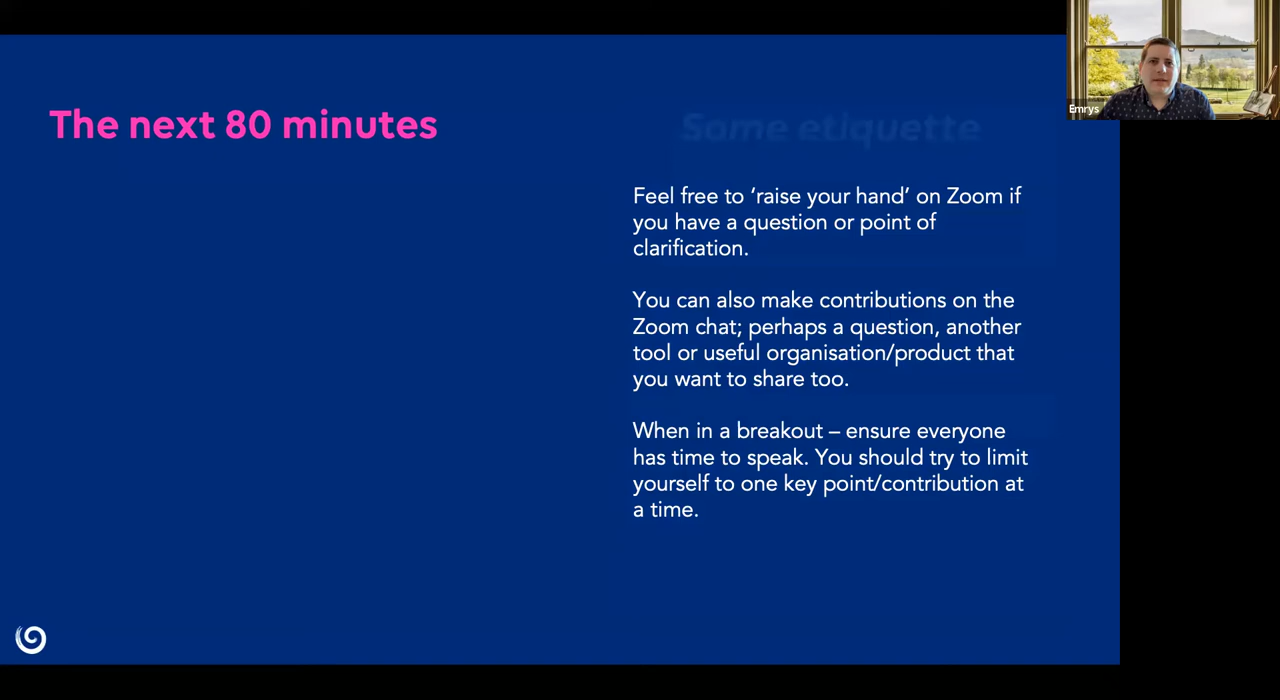 The next 80 minutes
Some etiquette
Feel free to ‘raise your hand’ on Zoom if
you have a question or point of
clarification.
You can also make contributions on the
Zoom chat; perhaps a question, another
tool or useful organisation/product that
you want to share too.
When in a breakout – ensure everyone
has time to speak. You should try to limit
yourself to one key point/contribution at
a time.
Emrys